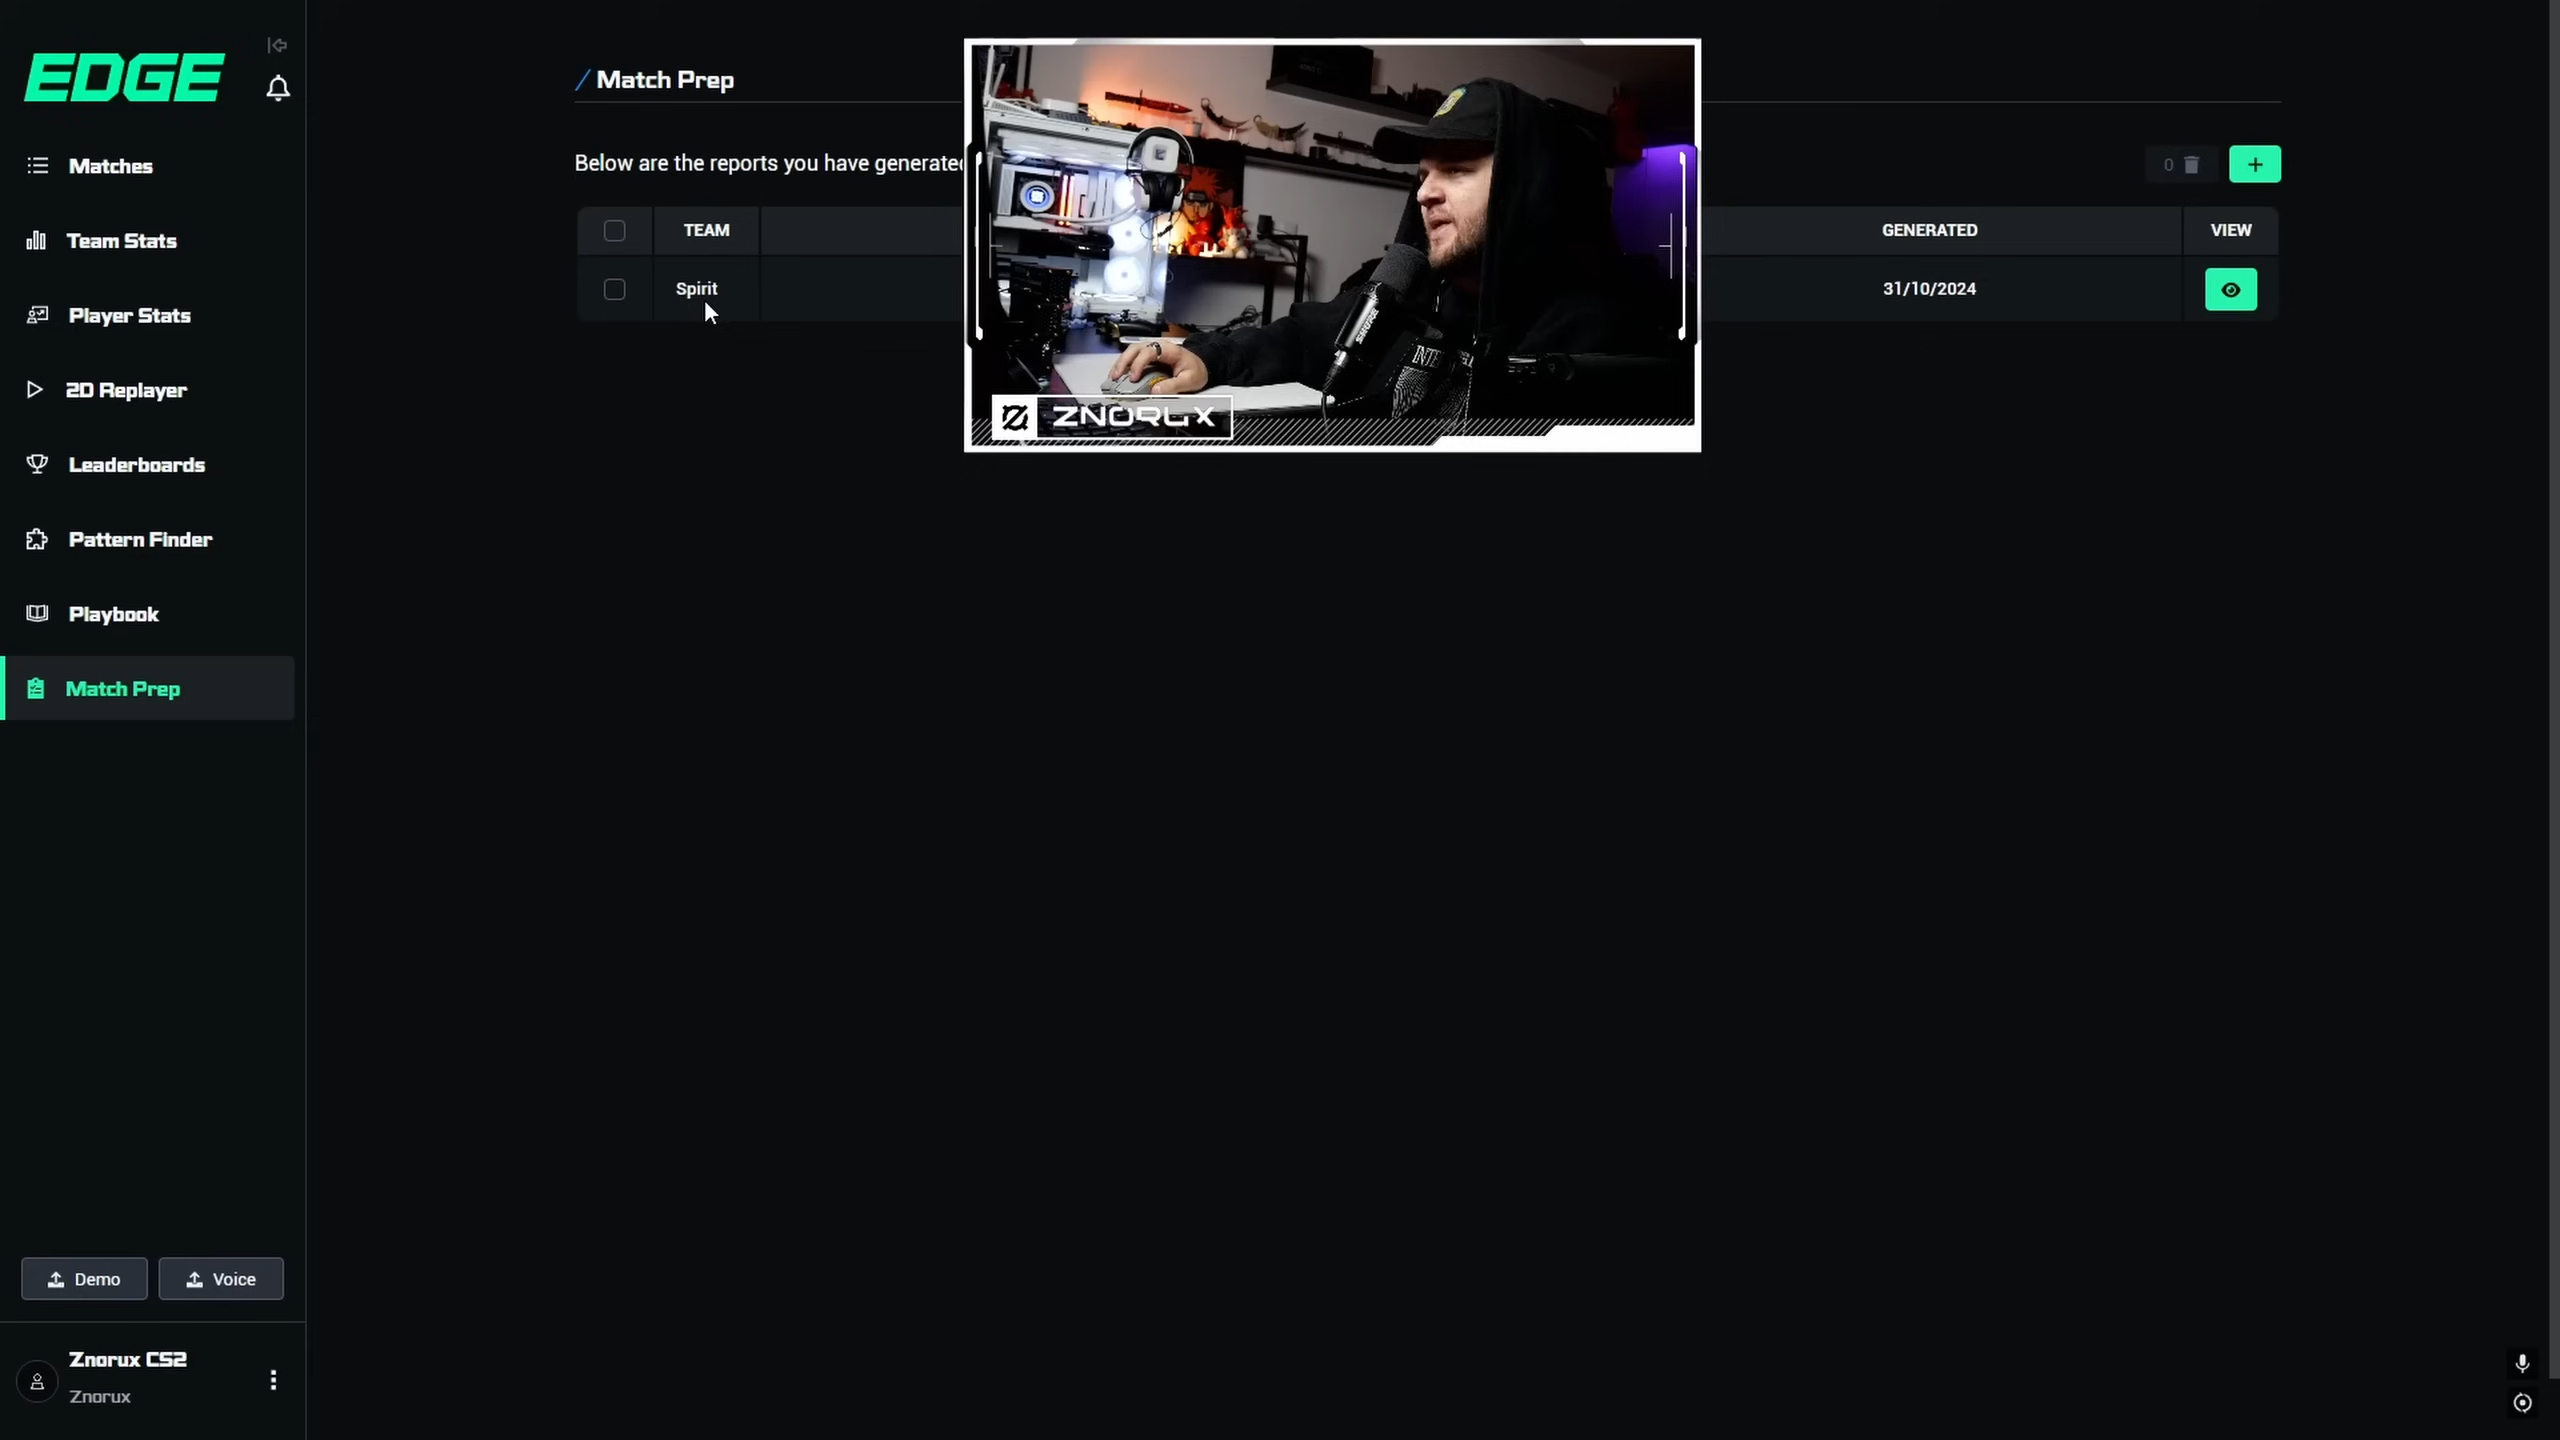 EDGE
Matches
Team Stats
Player Stats
2D Replayer
Leaderboards
Pattern Finder
Playbook
Match Prep
Demo
Voice
Znorux CS2
Znorux
Match Prep
Below are the reports you have generated
0
+
TEAM
GENERATED
VIEW
Spirit
31/10/2024
SHURE
ZNORUX